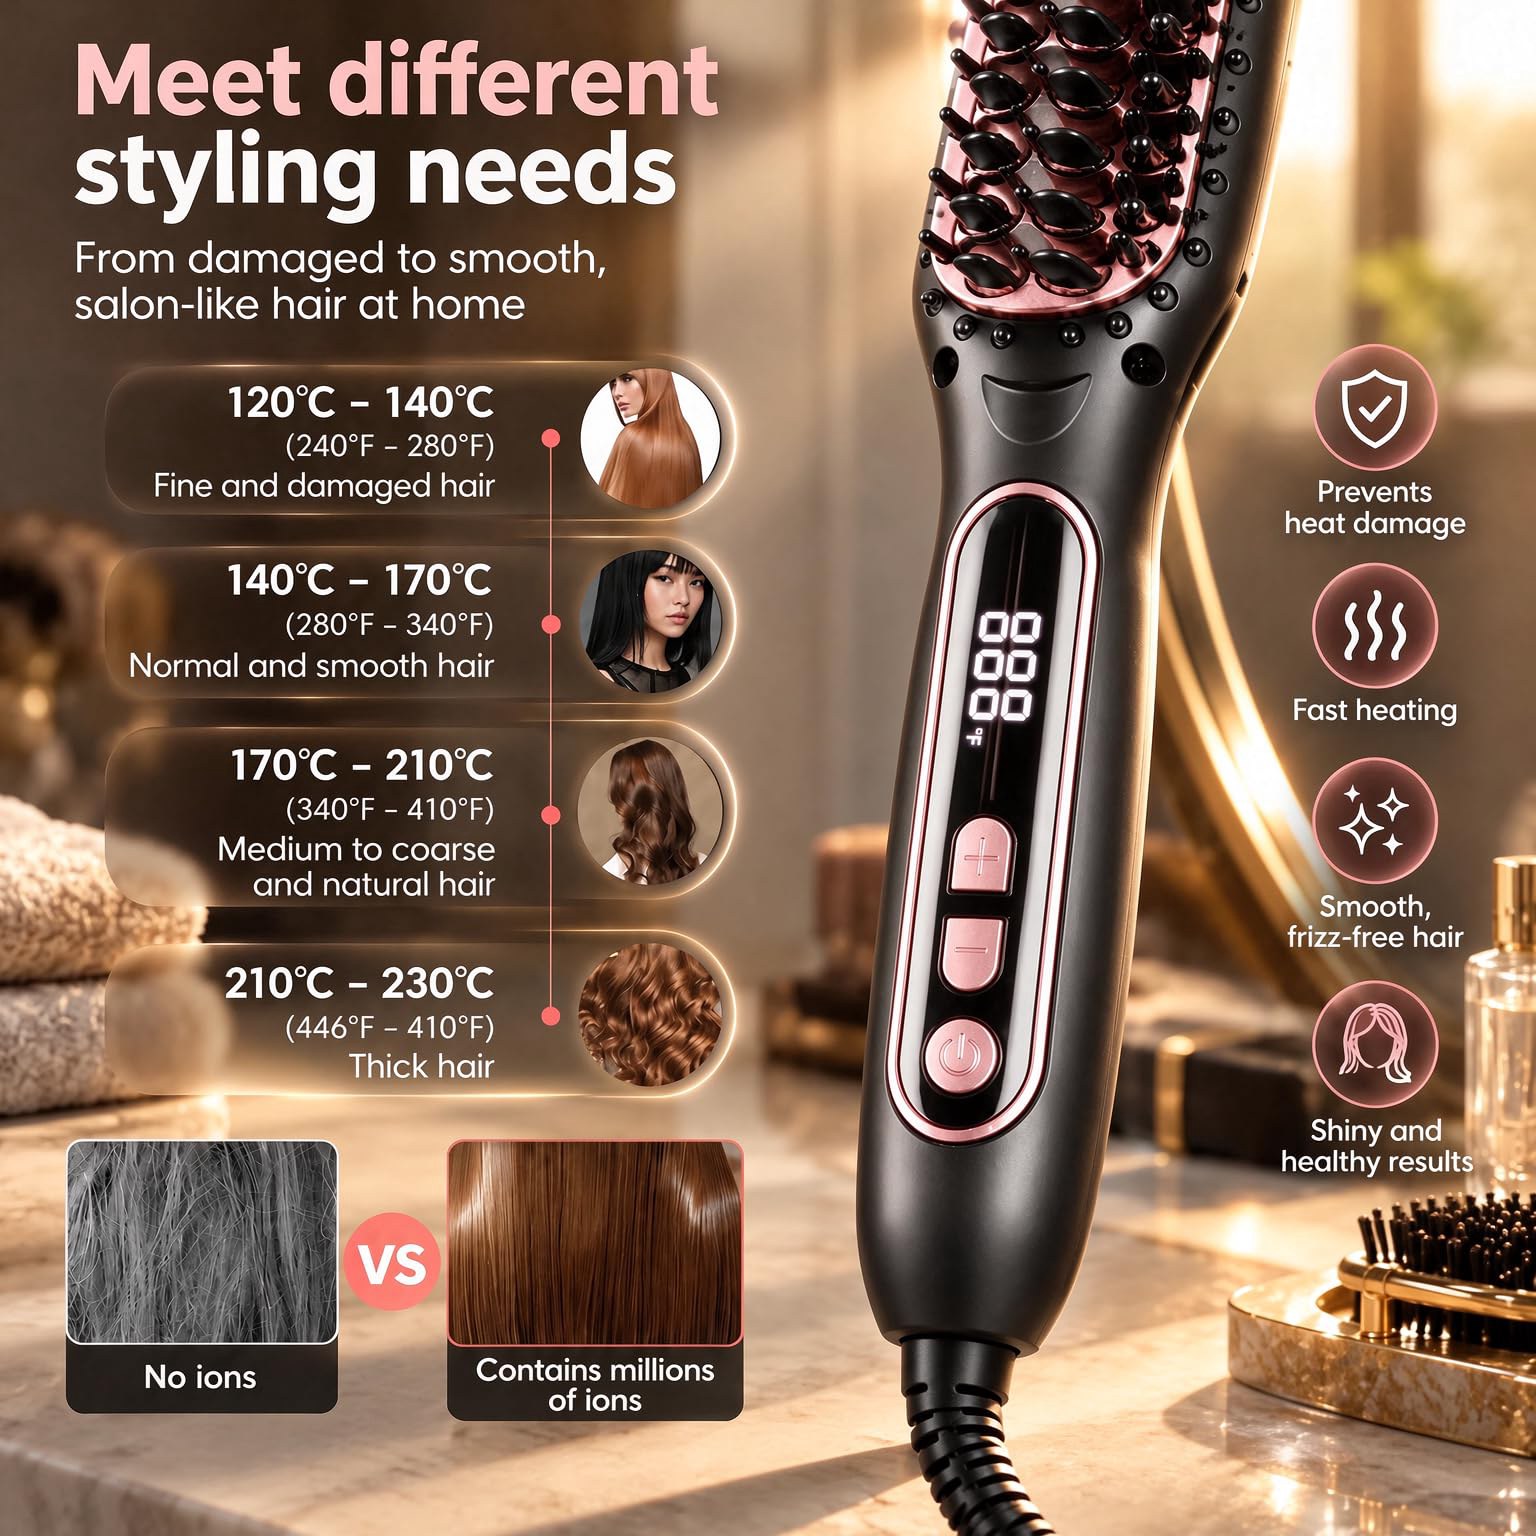 Meet different
styling needs
From damaged to smooth,
salon-like hair at home
120°C – 140°C
(240°F – 280°F)
Fine and damaged hair
140°C – 170°C
(280°F – 340°F)
Normal and smooth hair
170°C – 210°C
(340°F – 410°F)
Medium to coarse
and natural hair
210°C – 230°C
(446°F – 410°F)
Thick hair
No ions
VS
Contains millions
of ions
000
°F
Prevents
heat damage
Fast heating
Smooth,
frizz-free hair
Shiny and
healthy results